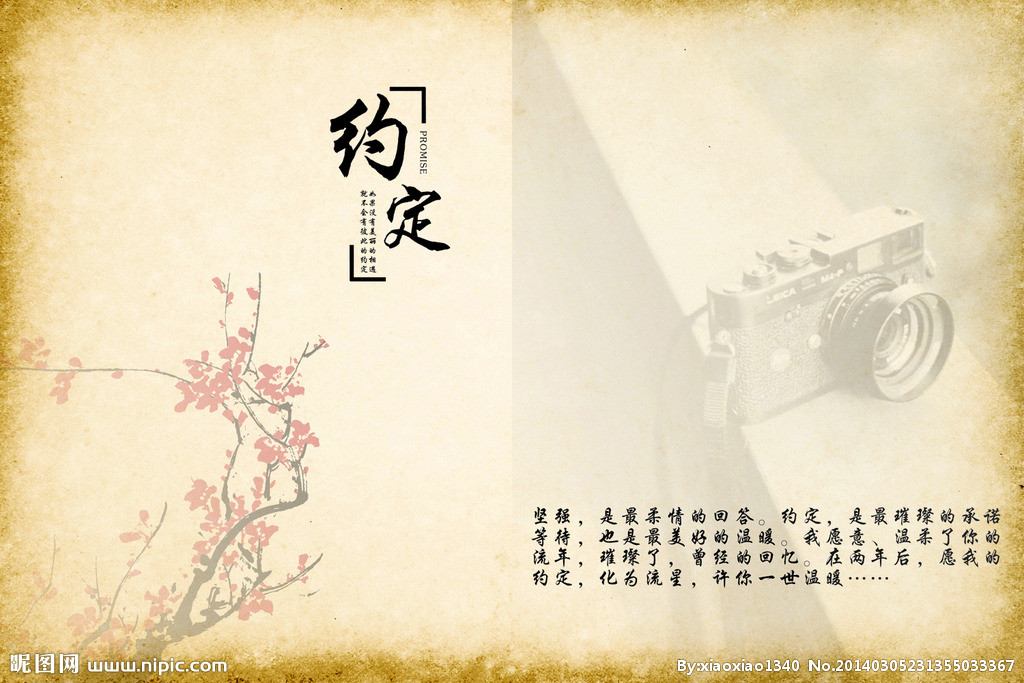 约定
PROMISE
如果没有美丽的相遇
就不会有彼此的约定
LEICA M4-P
坚强，是最柔情的回答。约定，是最璀璨的承诺
等待，也是最美好的温暖。我愿意、温柔了你的
流年，璀璨了，曾经的回忆。在两年后，愿我的
约定，化为流星，许你一世温暖……
昵图网 www.nipic.com
By:xiaoxiao1340 No.20140305231355033367